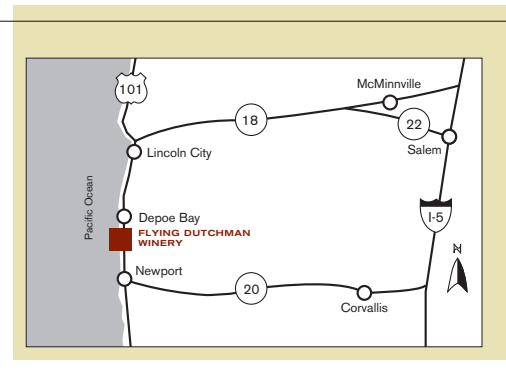 101
McMinnville
18
22
Lincoln City
Salem
Pacific Ocean
Depoe Bay
I-5
FLYING DUTCHMAN
WINERY
N
Newport
20
Corvallis